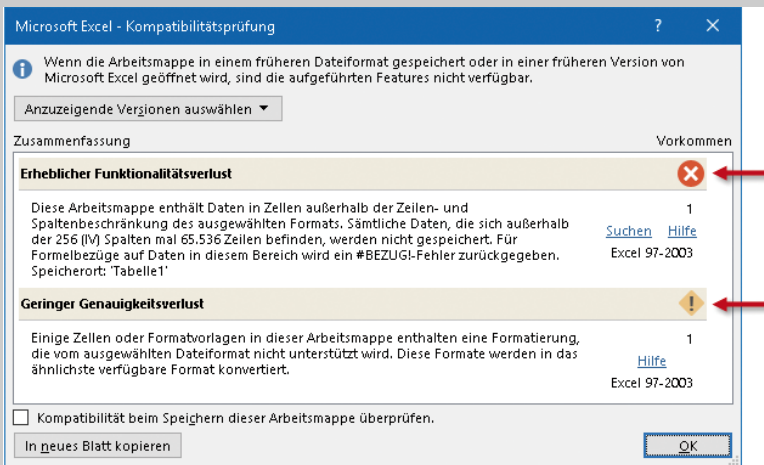 Microsoft Excel - Kompatibilitätsprüfung
Wenn die Arbeitsmappe in einem früheren Dateiformat gespeichert oder in einer früheren Version von
Microsoft Excel geöffnet wird, sind die aufgeführten Features nicht verfügbar.
Anzuzeigende Versionen auswählen
Zusammenfassung Vorkommen
Erheblicher Funktionalitätsverlust
Diese Arbeitsmappe enthält Daten in Zellen außerhalb der Zeilen- und 1
Spaltenbeschränkung des ausgewählten Formats. Sämtliche Daten, die sich außerhalb Suchen Hilfe
der 256 (IV) Spalten mal 65.536 Zeilen befinden, werden nicht gespeichert. Für Excel 97-2003
Formelbezüge auf Daten in diesem Bereich wird ein #BEZUG!-Fehler zurückgegeben.
Speicherort: 'Tabelle1'
Geringer Genauigkeitsverlust
Einige Zellen oder Formatvorlagen in dieser Arbeitsmappe enthalten eine Formatierung, 1
die vom ausgewählten Dateiformat nicht unterstützt wird. Diese Formate werden in das Hilfe
ähnlichste verfügbare Format konvertiert. Excel 97-2003
Kompatibilität beim Speichern dieser Arbeitsmappe überprüfen.
In neues Blatt kopieren OK